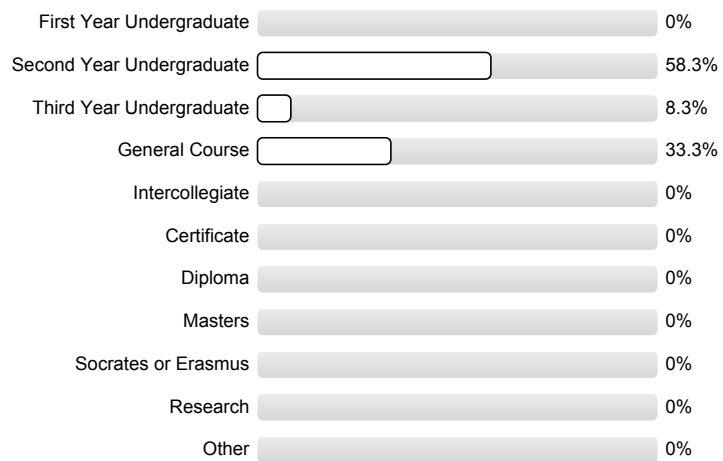 First Year Undergraduate 0%
Second Year Undergraduate 58.3%
Third Year Undergraduate 8.3%
General Course 33.3%
Intercollegiate 0%
Certificate 0%
Diploma 0%
Masters 0%
Socrates or Erasmus 0%
Research 0%
Other 0%